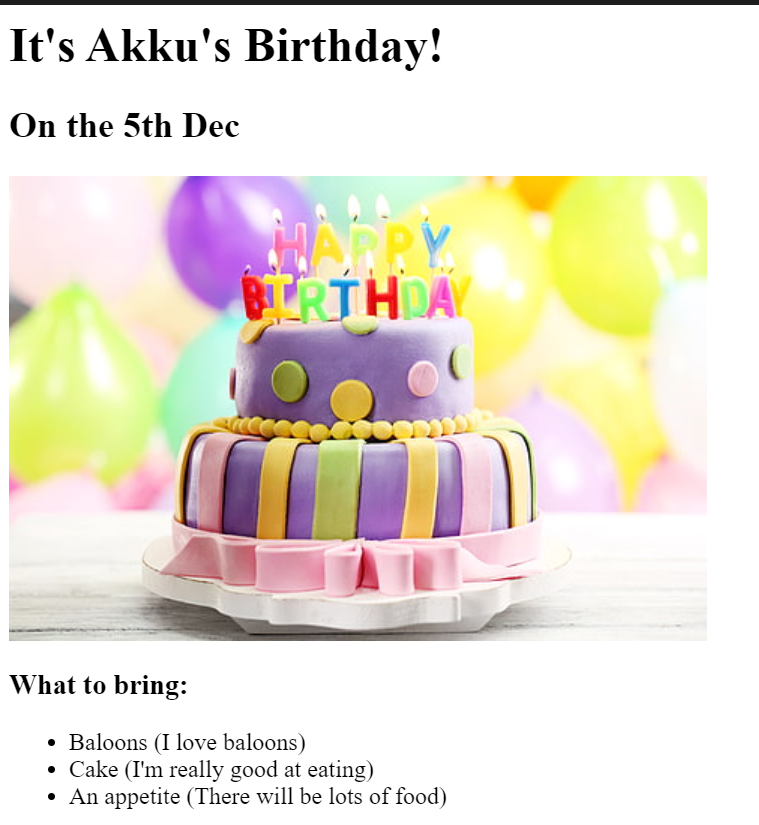 It's Akku's Birthday!
On the 5th Dec
HAPPY
BIRTHDAY
What to bring:
Baloons (I love baloons)
Cake (I'm really good at eating)
An appetite (There will be lots of food)